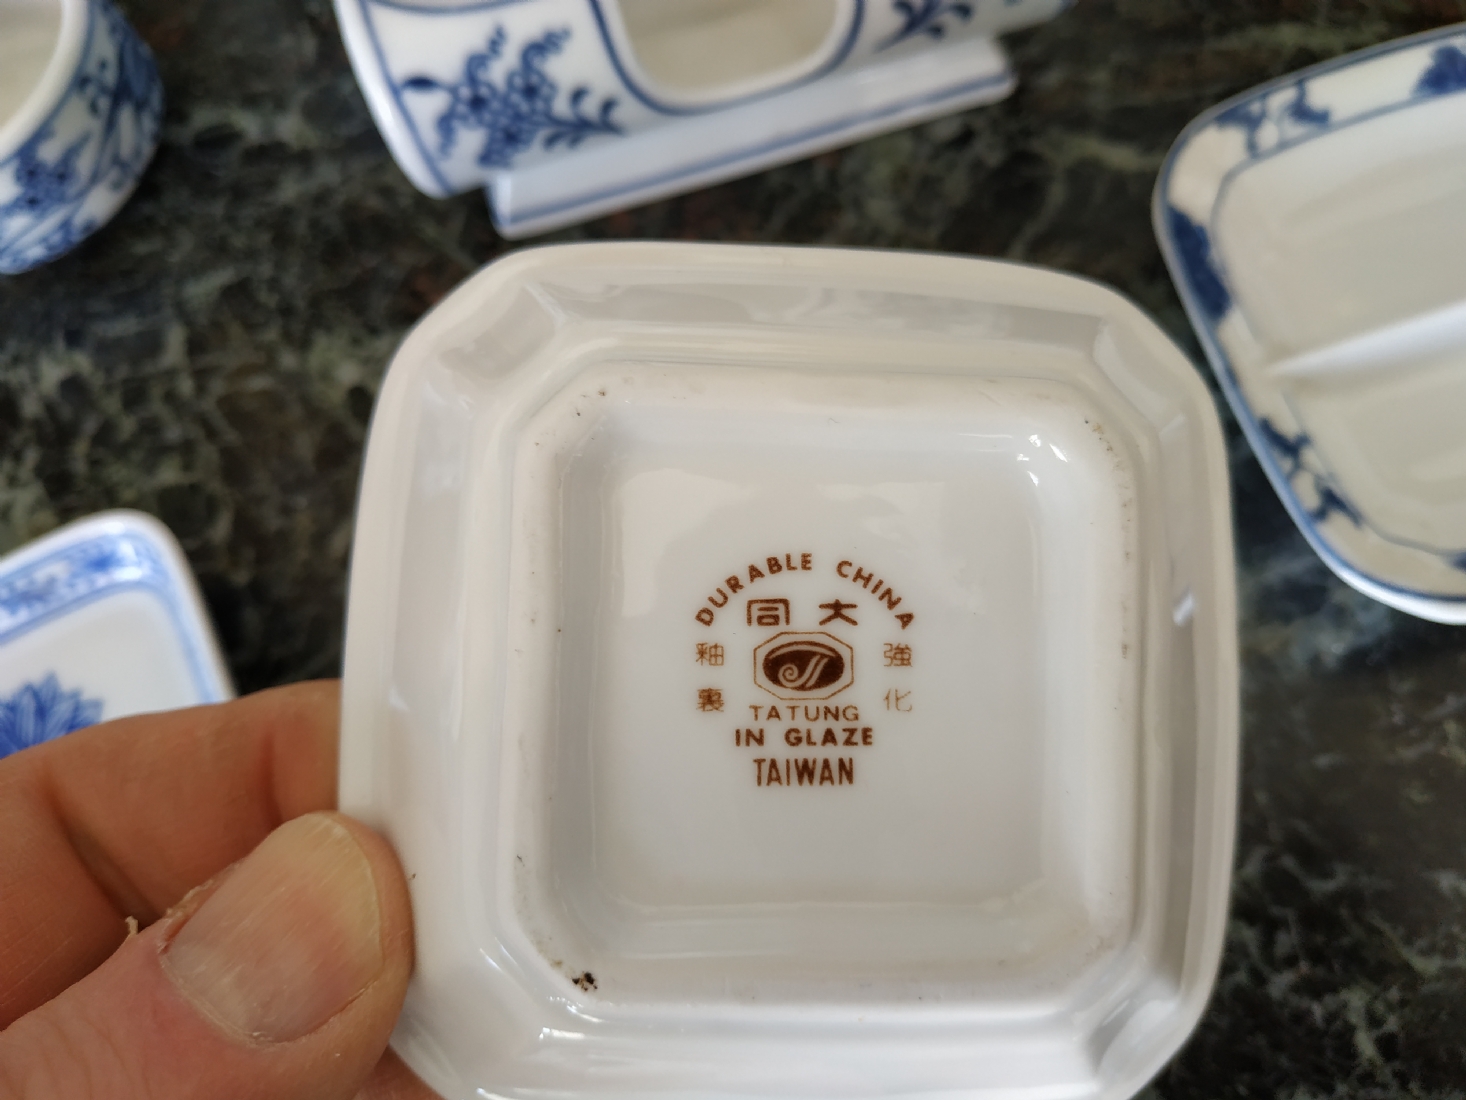 DURABLE CHINA
同大
釉 強
裏 化
TATUNG
IN GLAZE
TAIWAN